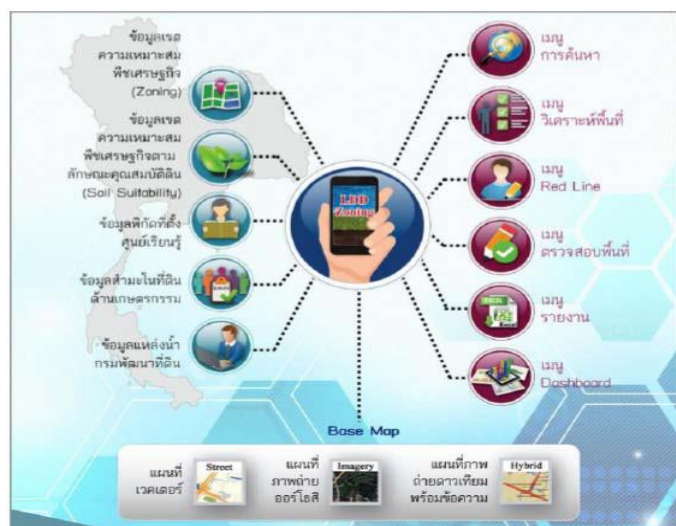 ข้อมูลเขต
ความเหมาะสม
พืชเศรษฐกิจ
(Zoning)
ข้อมูลเขต
ความเหมาะสม
พืชเศรษฐกิจตาม
ลักษณะคุณสมบัติดิน
(Soil Suitability)
ข้อมูลพิกัดที่ตั้ง
ศูนย์เรียนรู้
ข้อมูลสำมะโนที่ดิน
ด้านเกษตรกรรม
ข้อมูลแหล่งน้ำ
กรมพัฒนาที่ดิน
LDD
Zoning
เมนู
การค้นหา
เมนู
วิเคราะห์พื้นที่
เมนู
Red Line
เมนู
ตรวจสอบพื้นที่
EXCEL
Excel
เมนู
รายงาน
เมนู
Dashboard
Base Map
แผนที่
เวคเตอร์
Street
แผนที่
ภาพถ่าย
ออร์โธสี
Imagery
แผนที่ภาพ
ถ่ายดาวเทียม
พร้อมข้อความ
Hybrid